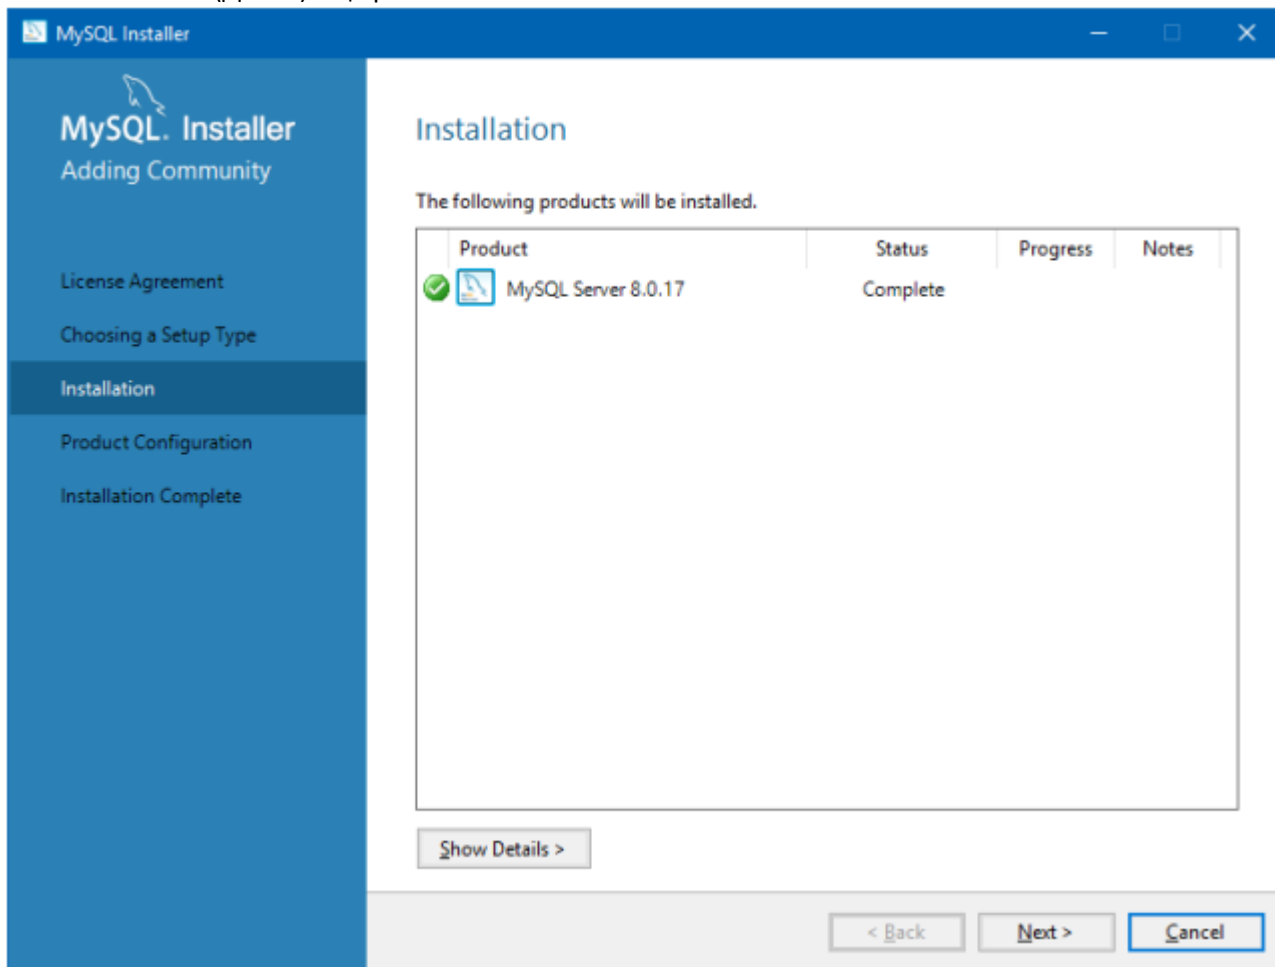 MySQL Installer
MySQL. Installer
Adding Community
License Agreement
Choosing a Setup Type
Installation
Product Configuration
Installation Complete
Installation
The following products will be installed.
Product Status Progress Notes
MySQL Server 8.0.17 Complete
Show Details >
< Back Next > Cancel